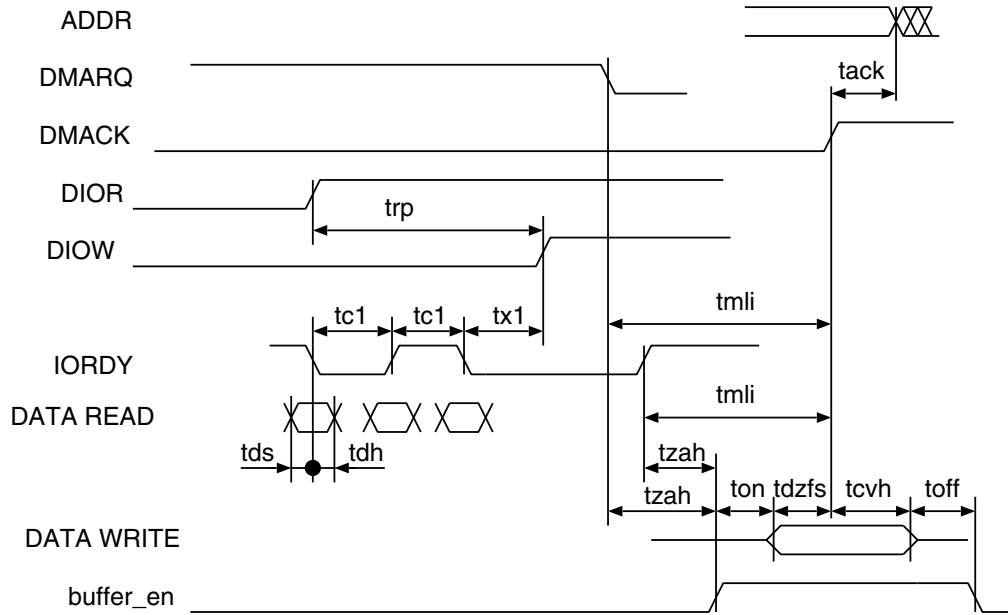 ADDR
DMARQ
tack
DMACK
DIOR
trp
DIOW
tc1 tc1 tx1 tmli
IORDY
DATA READ tmli
tds tdh tzah
tzah ton tdzfs tcvh toff
DATA WRITE
buffer_en